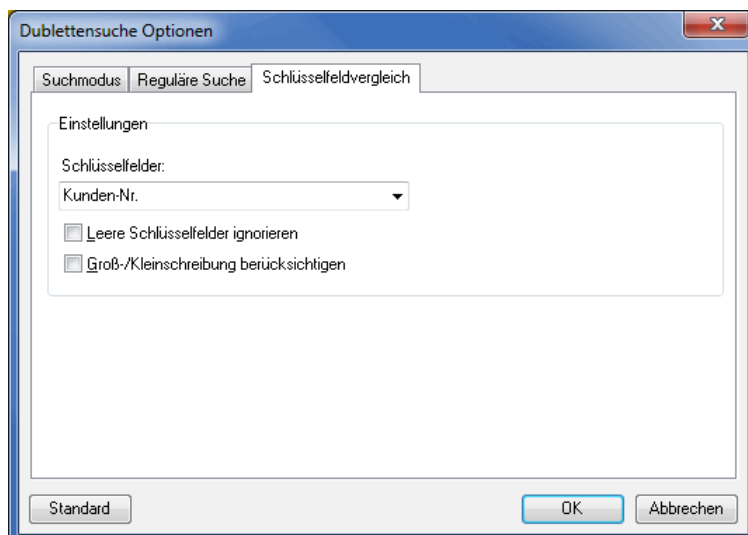 Dublettensuche Optionen
Suchmodus Reguläre Suche Schlüsselfeldvergleich
Einstellungen
Schlüsselfelder:
Kunden-Nr.
Leere Schlüsselfelder ignorieren
Groß-/Kleinschreibung berücksichtigen
Standard OK Abbrechen